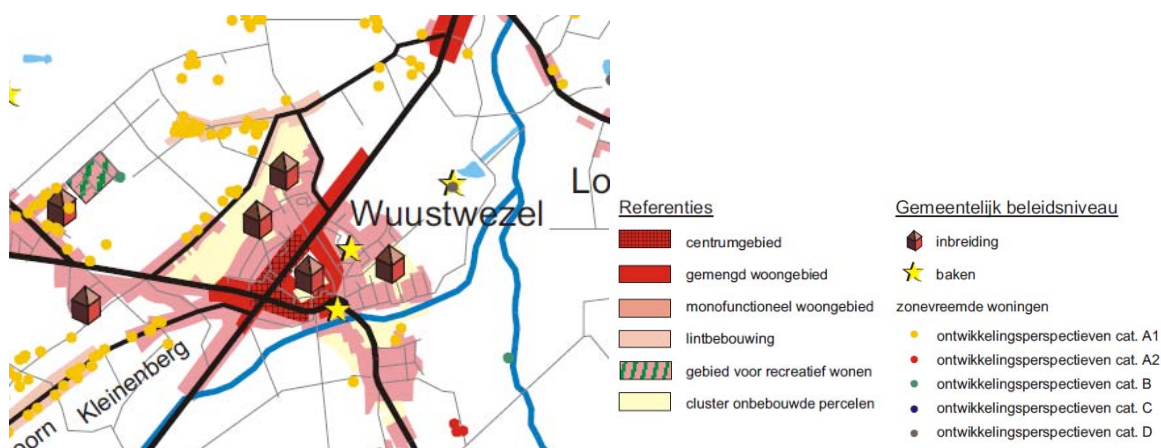 Wuustwezel
Lo
Kleinenberg
oorn
Referenties
centrumgebied
gemengd woongebied
monofunctioneel woongebied
lintbebouwing
gebied voor recreatief wonen
cluster onbebouwde percelen
Gemeentelijk beleidsniveau
inbreiding
baken
zonevreemde woningen
ontwikkelingsperspectieven cat. A1
ontwikkelingsperspectieven cat. A2
ontwikkelingsperspectieven cat. B
ontwikkelingsperspectieven cat. C
ontwikkelingsperspectieven cat. D